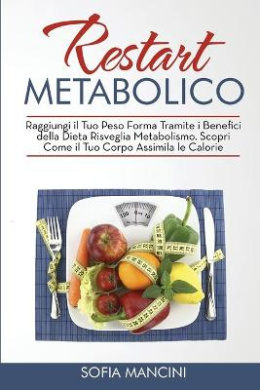 Restart
METABOLICO
Raggiungi il Tuo Peso Forma Tramite i Benefici
della Dieta Risveglia Metabolismo. Scopri
Come il Tuo Corpo Assimila le Calorie
SOFIA MANCINI